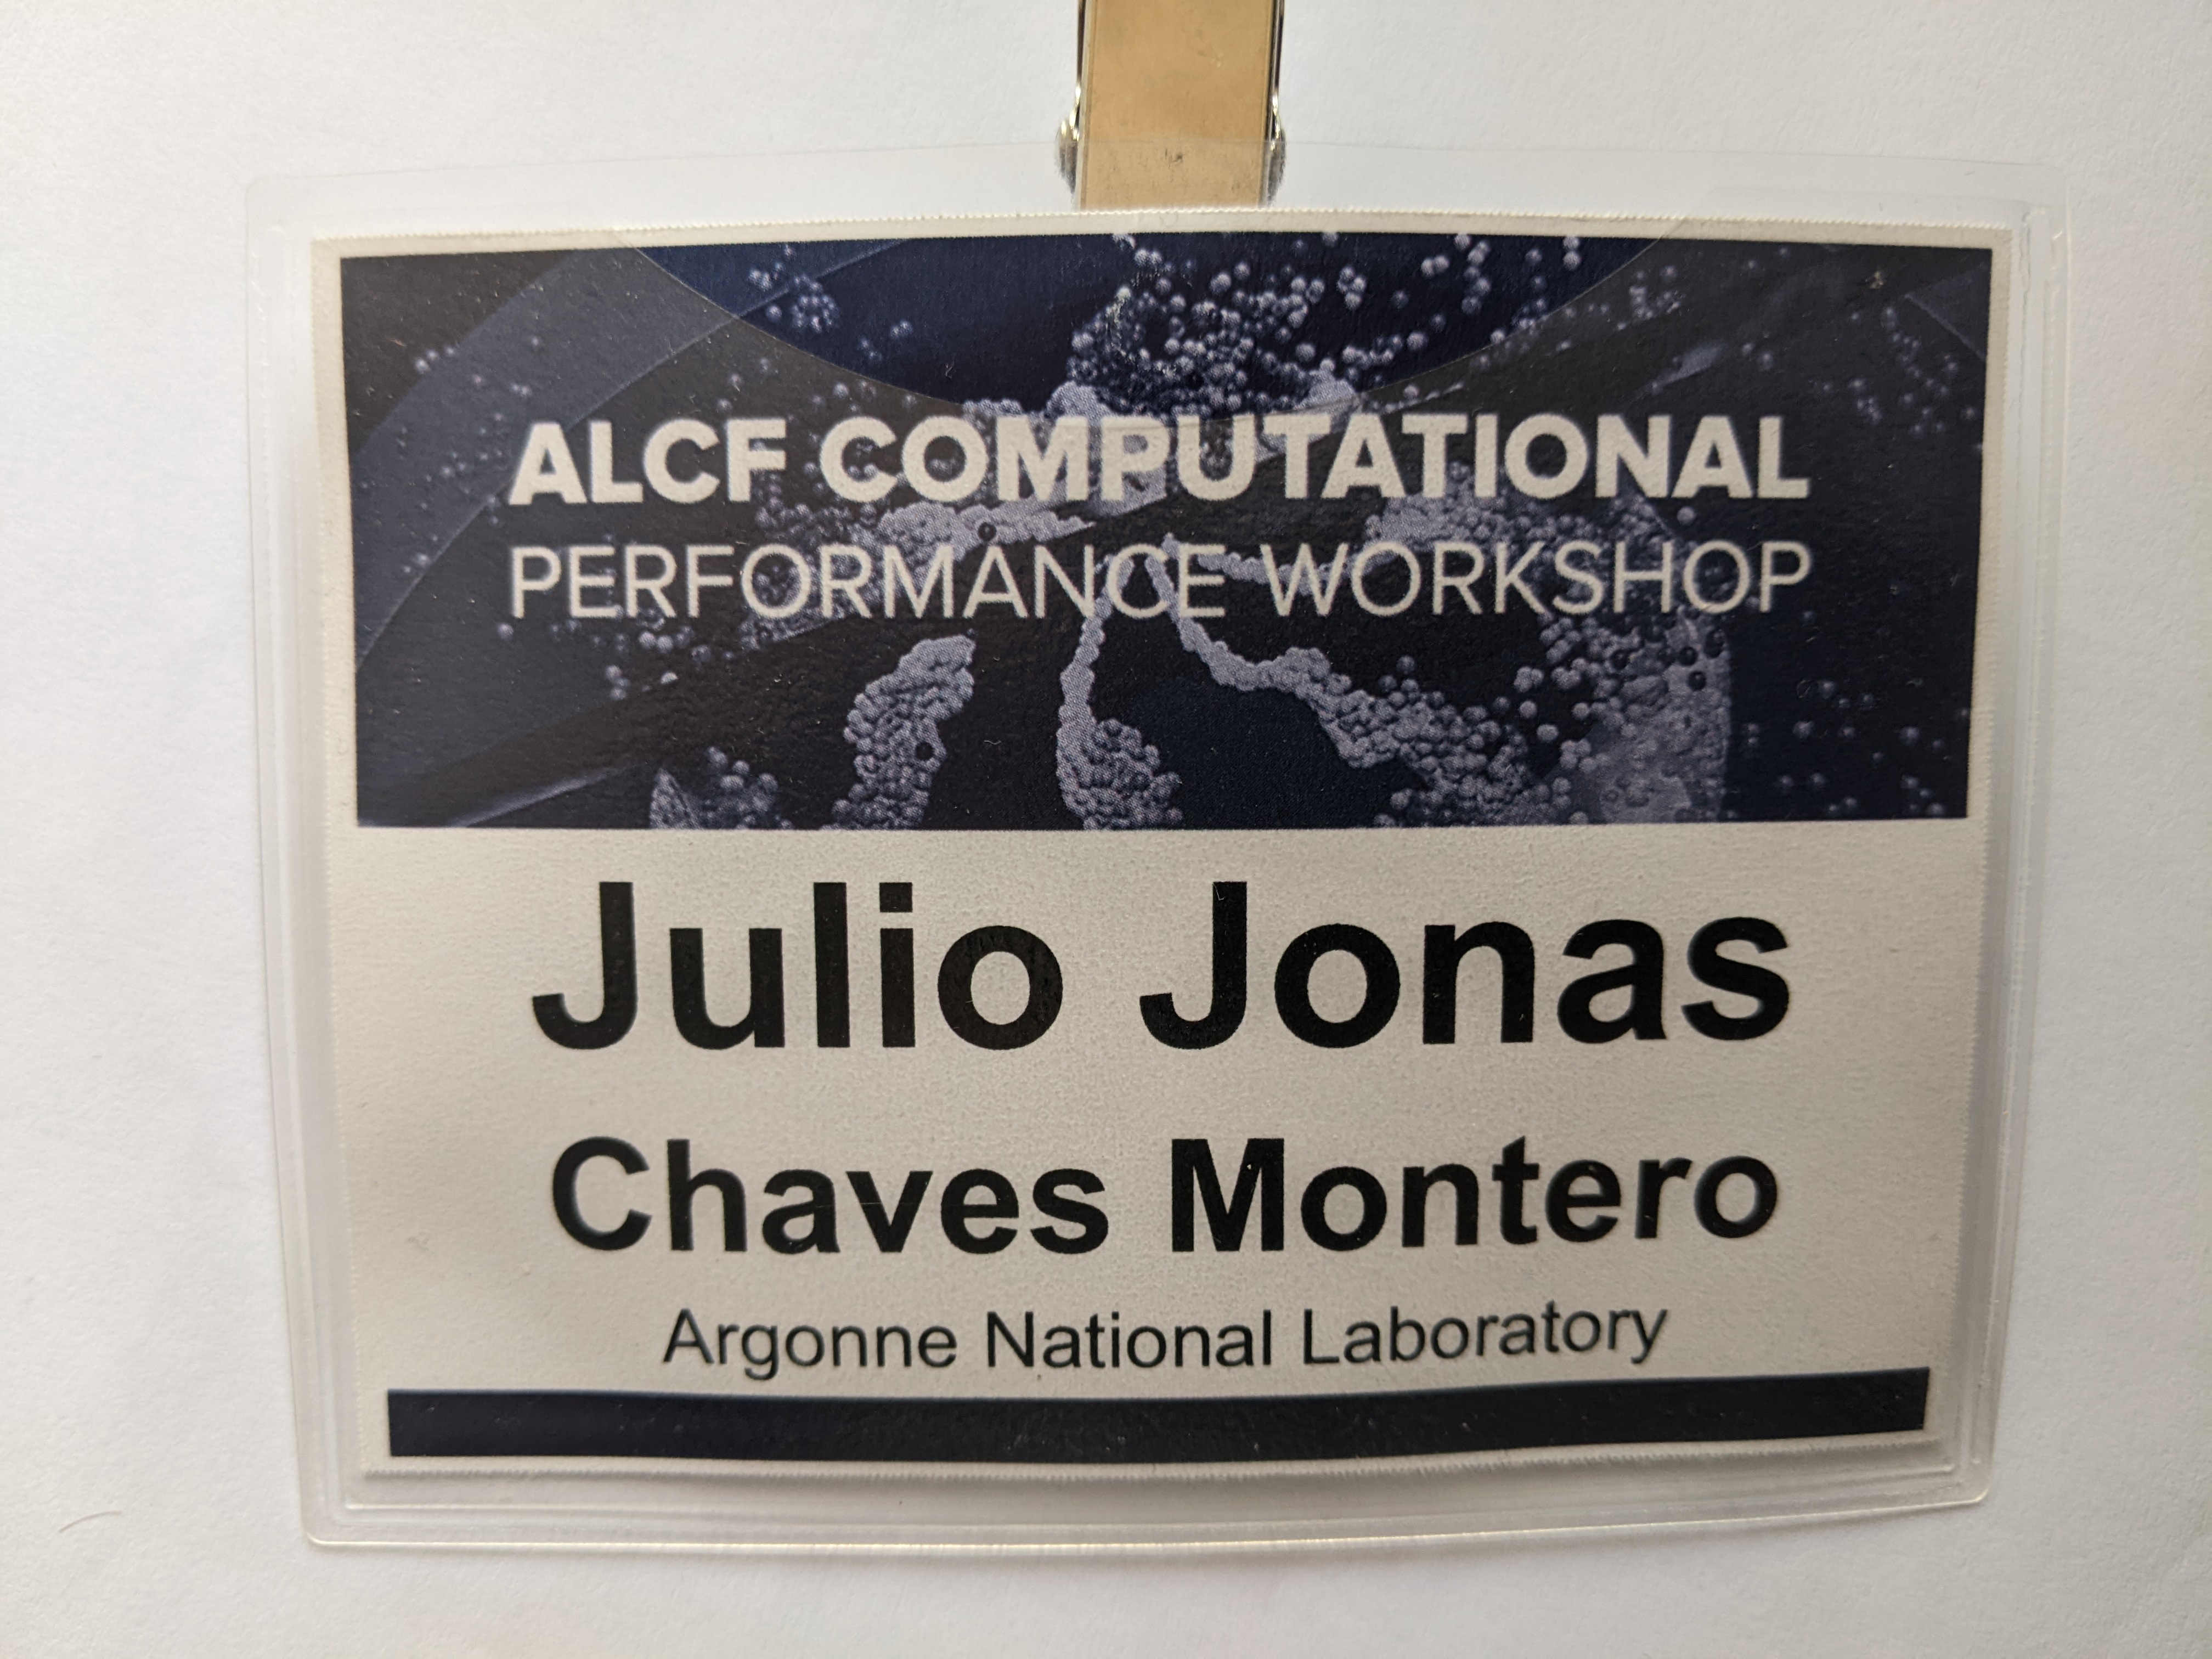 ALCF COMPUTATIONAL
PERFORMANCE WORKSHOP
Julio Jonas
Chaves Montero
Argonne National Laboratory